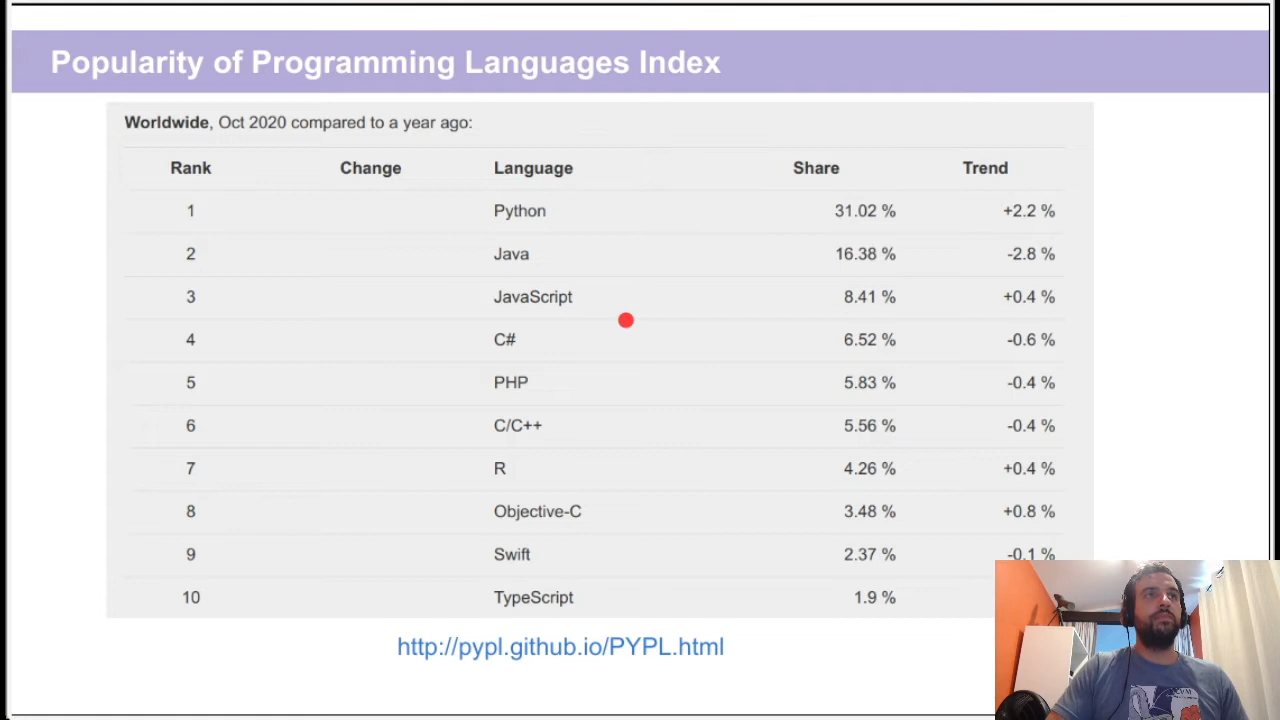 Popularity of Programming Languages Index
Worldwide, Oct 2020 compared to a year ago:
Rank Change Language Share Trend
1 Python 31.02 % +2.2 %
2 Java 16.38 % -2.8 %
3 JavaScript 8.41 % +0.4 %
4 C# 6.52 % -0.6 %
5 PHP 5.83 % -0.4 %
6 C/C++ 5.56 % -0.4 %
7 R 4.26 % +0.4 %
8 Objective-C 3.48 % +0.8 %
9 Swift 2.37 % -0.1 %
10 TypeScript 1.9 %
http://pypl.github.io/PYPL.html